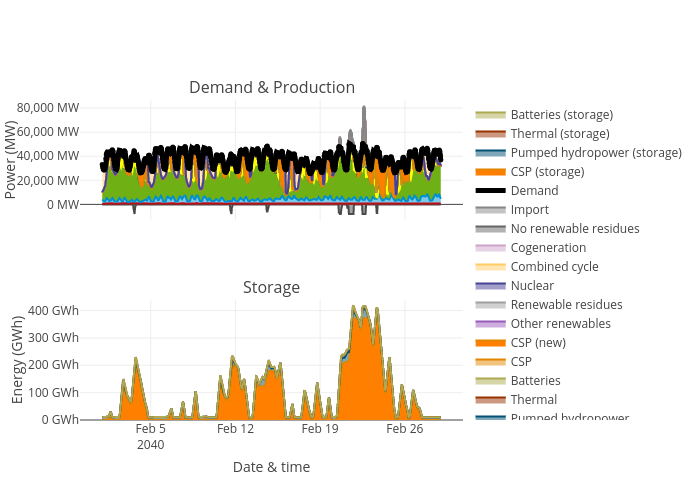 Demand & Production
80,000 MW
60,000 MW
40,000 MW
20,000 MW
0 MW
Power (MW)
Storage
400 GWh
300 GWh
200 GWh
100 GWh
0 GWh
Energy (GWh)
Feb 5
2040
Feb 12
Feb 19
Feb 26
Date & time
Batteries (storage)
Thermal (storage)
Pumped hydropower (storage)
CSP (storage)
Demand
Import
No renewable residues
Cogeneration
Combined cycle
Nuclear
Renewable residues
Other renewables
CSP (new)
CSP
Batteries
Thermal
Pumped hydropower